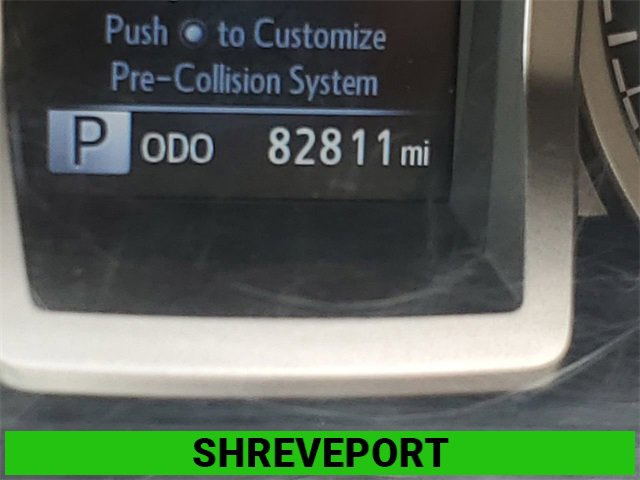 Push to Customize
Pre-Collision System
P ODO 82811 mi
SHREVEPORT